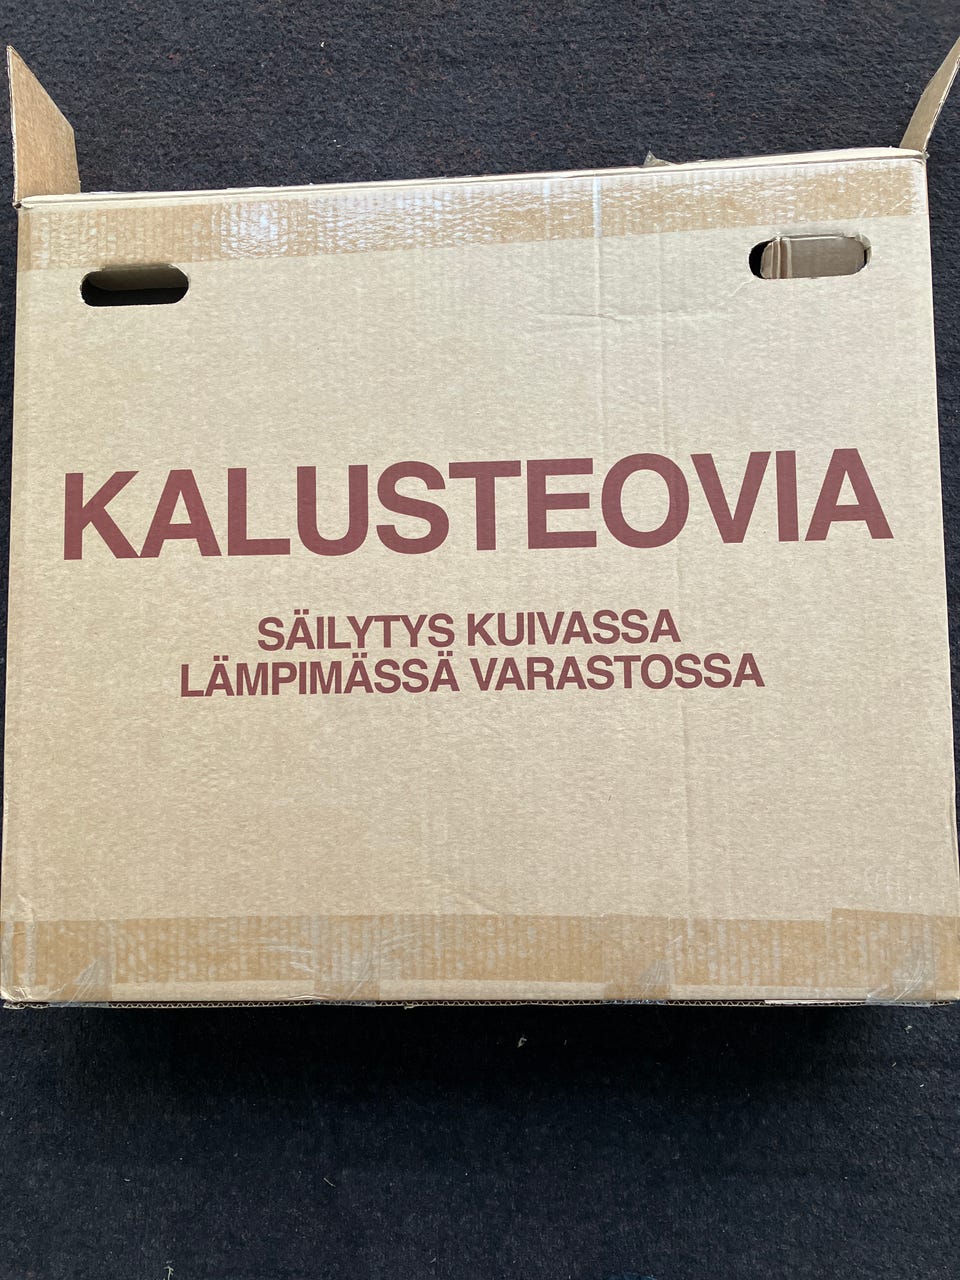 KALUSTEOVIA
SÄILYTYS KUIVASSA
LÄMPIMÄSSÄ VARASTOSSA